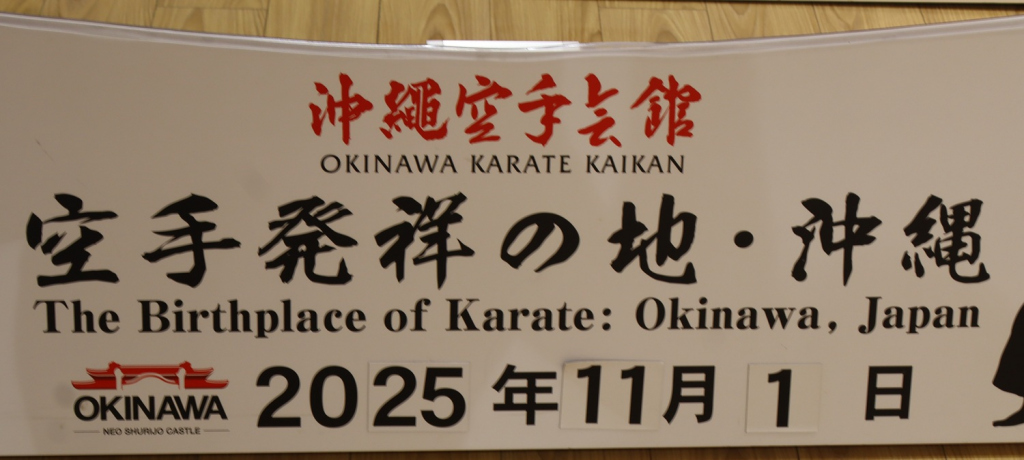 沖縄空手会館
OKINAWA KARATE KAIKAN
空手発祥の地・沖縄
The Birthplace of Karate: Okinawa, Japan
OKINAWA
NEO SHURIJO CASTLE
2025年11月1日